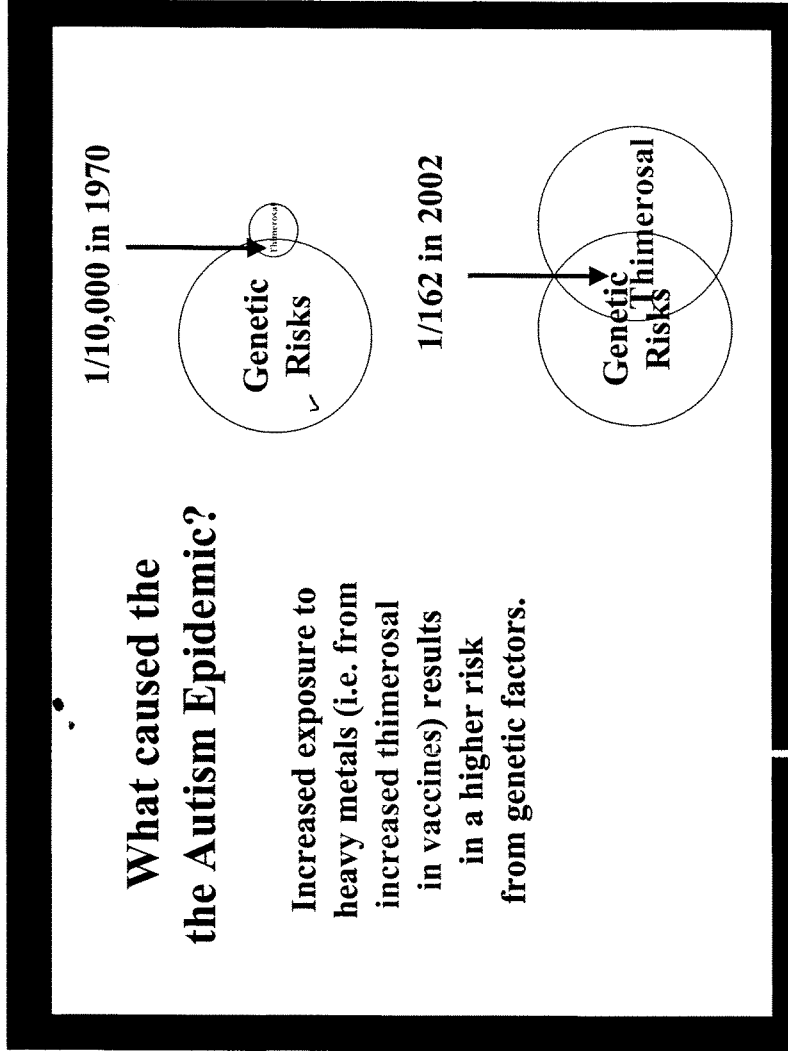 What caused the
the Autism Epidemic?
Increased exposure to
heavy metals (i.e. from
increased thimerosal
in vaccines) results
in a higher risk
from genetic factors.
1/10,000 in 1970
Genetic
Risks
Thimerosal
1/162 in 2002
Genetic
Risks
Thimerosal